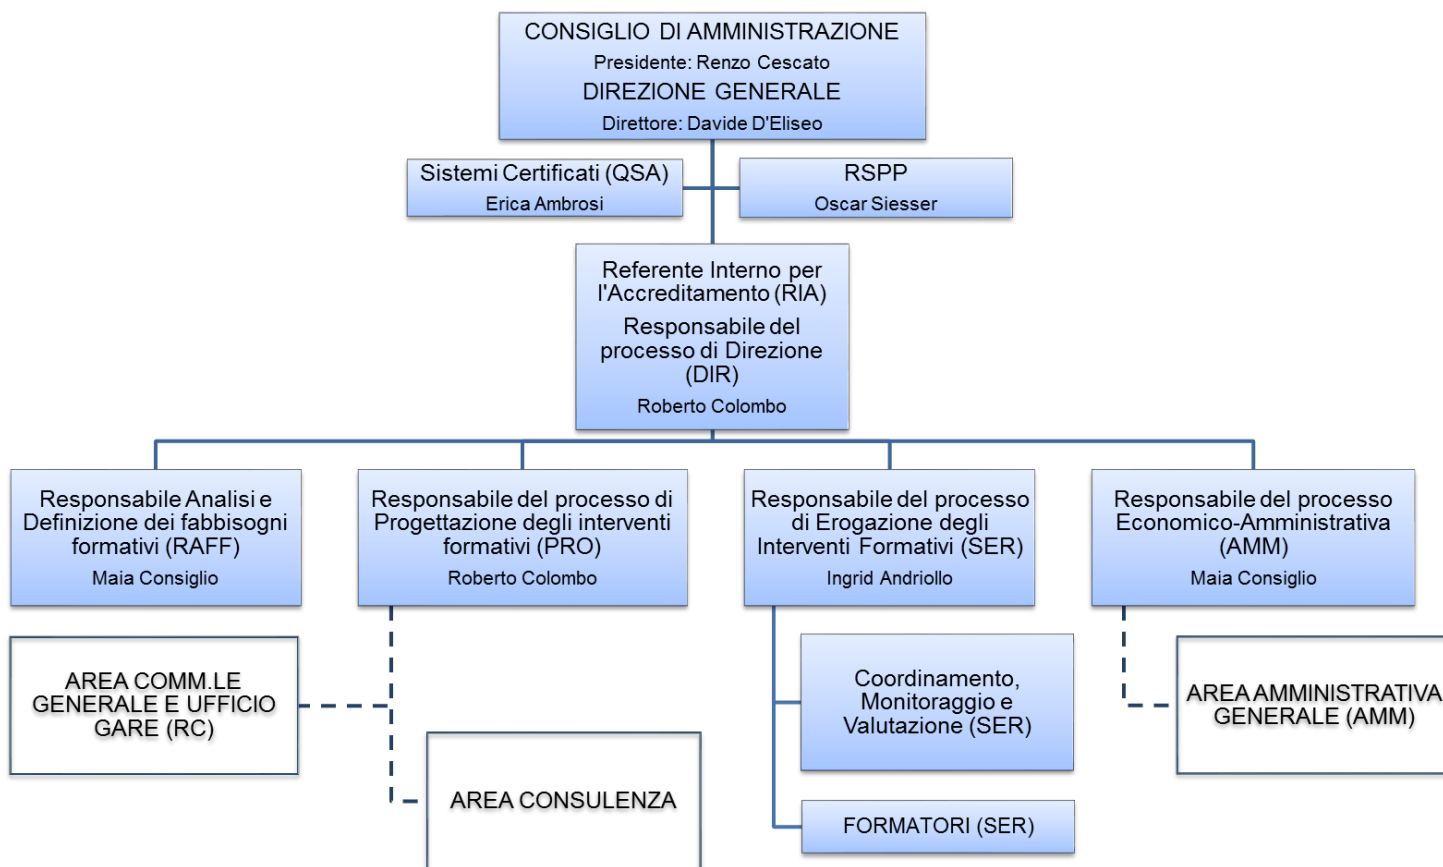 CONSIGLIO DI AMMINISTRAZIONE
Presidente: Renzo Cescato
DIREZIONE GENERALE
Direttore: Davide D'Eliseo
Sistemi Certificati (QSA)
Erica Ambrosi
RSPP
Oscar Siesser
Referente Interno per
l'Accreditamento (RIA)
Responsabile del
processo di Direzione
(DIR)
Roberto Colombo
Responsabile Analisi e
Definizione dei fabbisogni
formativi (RAFF)
Maia Consiglio
Responsabile del processo di
Progettazione degli interventi
formativi (PRO)
Roberto Colombo
Responsabile del processo
di Erogazione degli
Interventi Formativi (SER)
Ingrid Andriollo
Responsabile del processo
Economico-Amministrativa
(AMM)
Maia Consiglio
AREA COMM.LE
GENERALE E UFFICIO
GARE (RC)
AREA CONSULENZA
Coordinamento,
Monitoraggio e
Valutazione (SER)
FORMATORI (SER)
AREA AMMINISTRATIVA
GENERALE (AMM)